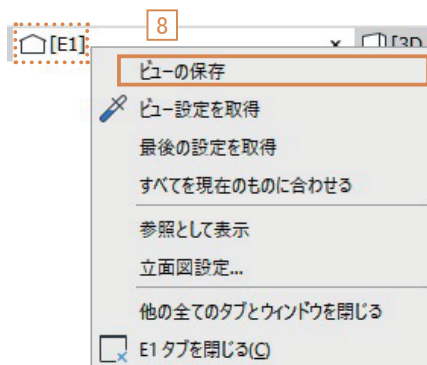 8
[E1] × [3D
ビューの保存
ビュー設定を取得
最後の設定を取得
すべてを現在のものに合わせる
参照として表示
立面図設定...
他の全てのタブとウィンドウを閉じる
E1 タブを閉じる(C)